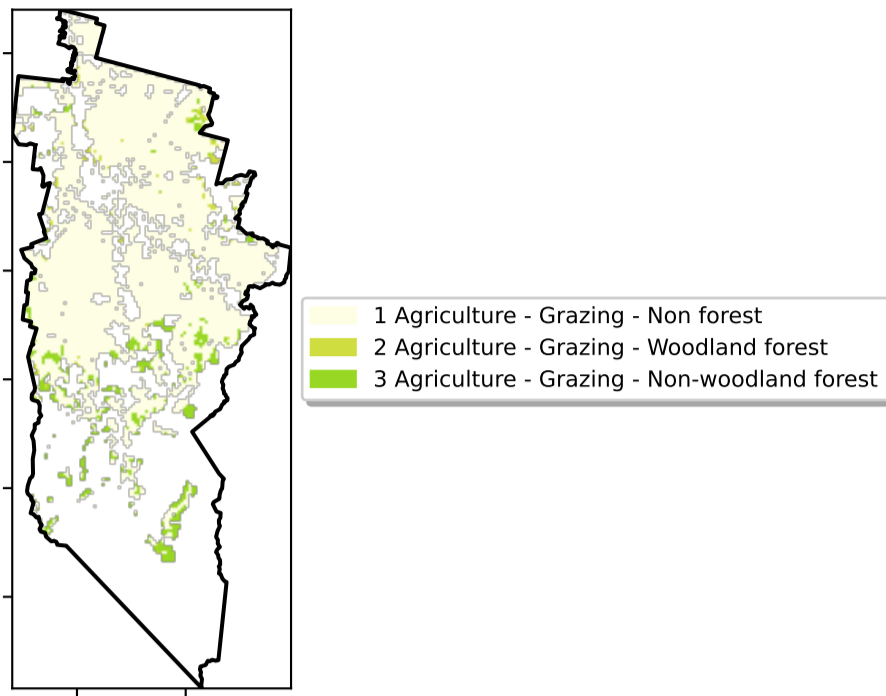 1 Agriculture - Grazing - Non forest
2 Agriculture - Grazing - Woodland forest
3 Agriculture - Grazing - Non-woodland forest